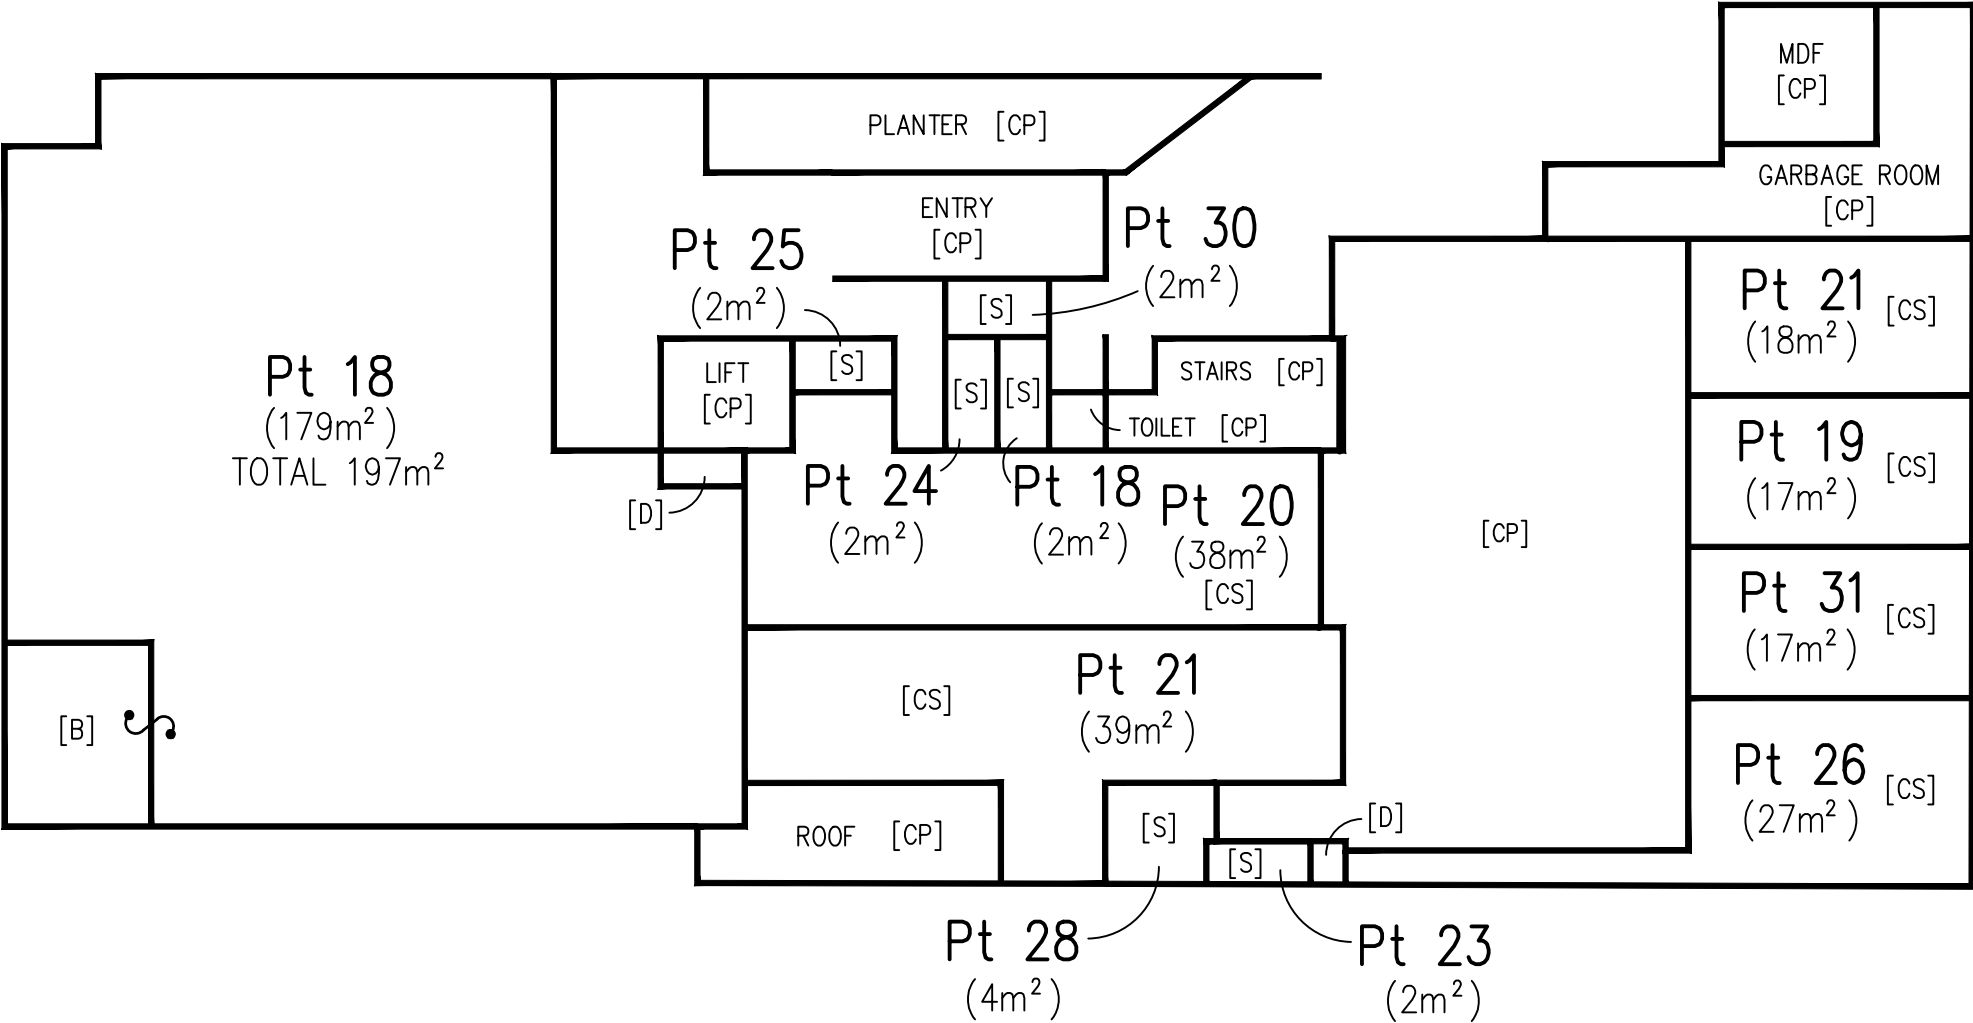 MDF
[CP]
PLANTER [CP]
GARBAGE ROOM
[CP]
ENTRY
[CP]
Pt 30
(2m²)
Pt 25
(2m²)
[S]
Pt 21 [CS]
(18m²)
Pt 18
(179m²)
TOTAL 197m²
LIFT
[CP]
[S]
[S]
[S]
STAIRS [CP]
TOILET [CP]
Pt 19 [CS]
(17m²)
Pt 24
(2m²)
Pt 18
(2m²)
Pt 20
(38m²)
[CS]
[D]
[CP]
Pt 31 [CS]
(17m²)
[CS]
Pt 21
(39m²)
[B]
Pt 26 [CS]
(27m²)
ROOF [CP]
[S]
[D]
[S]
Pt 28
(4m²)
Pt 23
(2m²)